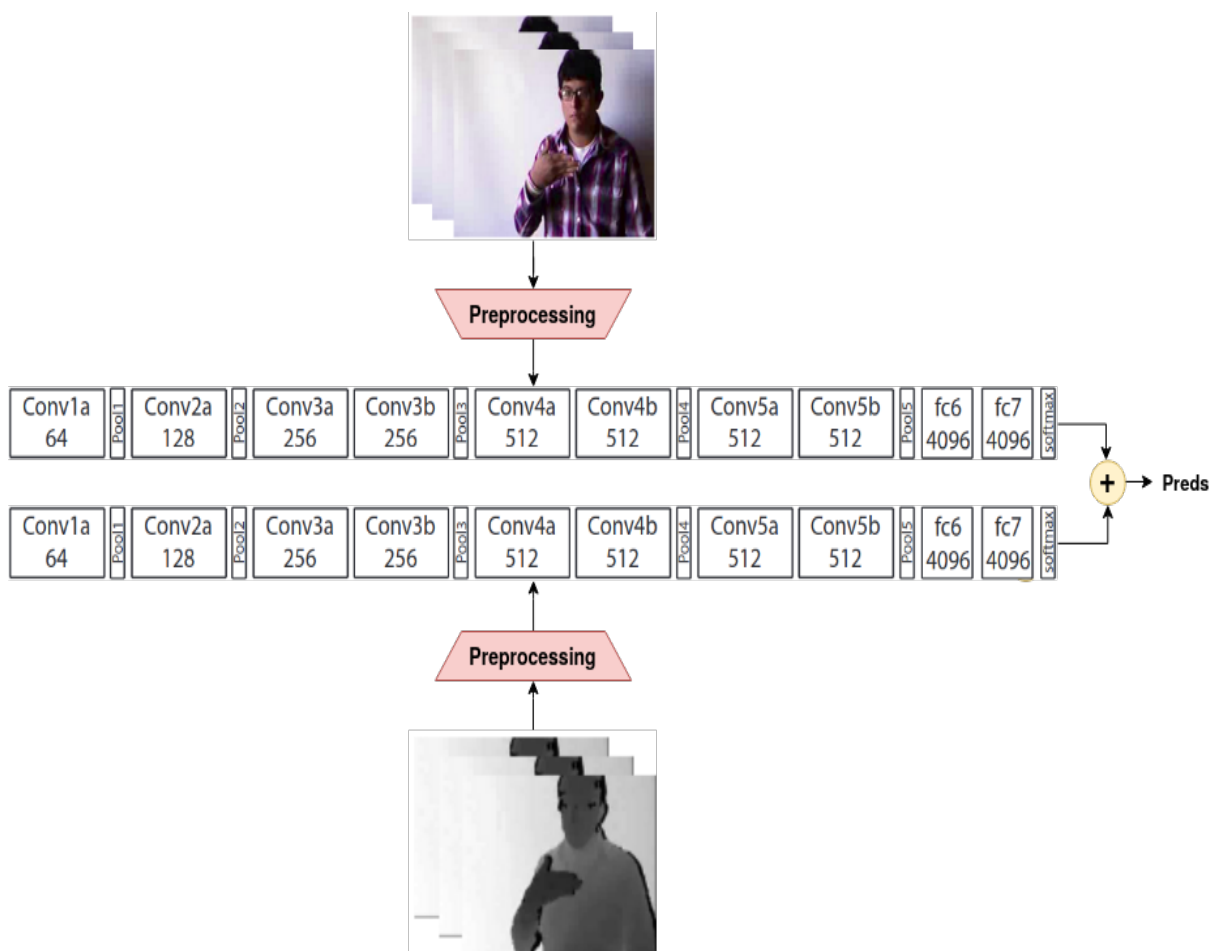 Preprocessing
Conv1a
64
Pool1
Conv2a
128
Pool2
Conv3a
256
Conv3b
256
Pool3
Conv4a
512
Conv4b
512
Pool4
Conv5a
512
Conv5b
512
Pool5
fc6
4096
fc7
4096
softmax
+
Preds
Conv1a
64
Pool1
Conv2a
128
Pool2
Conv3a
256
Conv3b
256
Pool3
Conv4a
512
Conv4b
512
Pool4
Conv5a
512
Conv5b
512
Pool5
fc6
4096
fc7
4096
softmax
Preprocessing